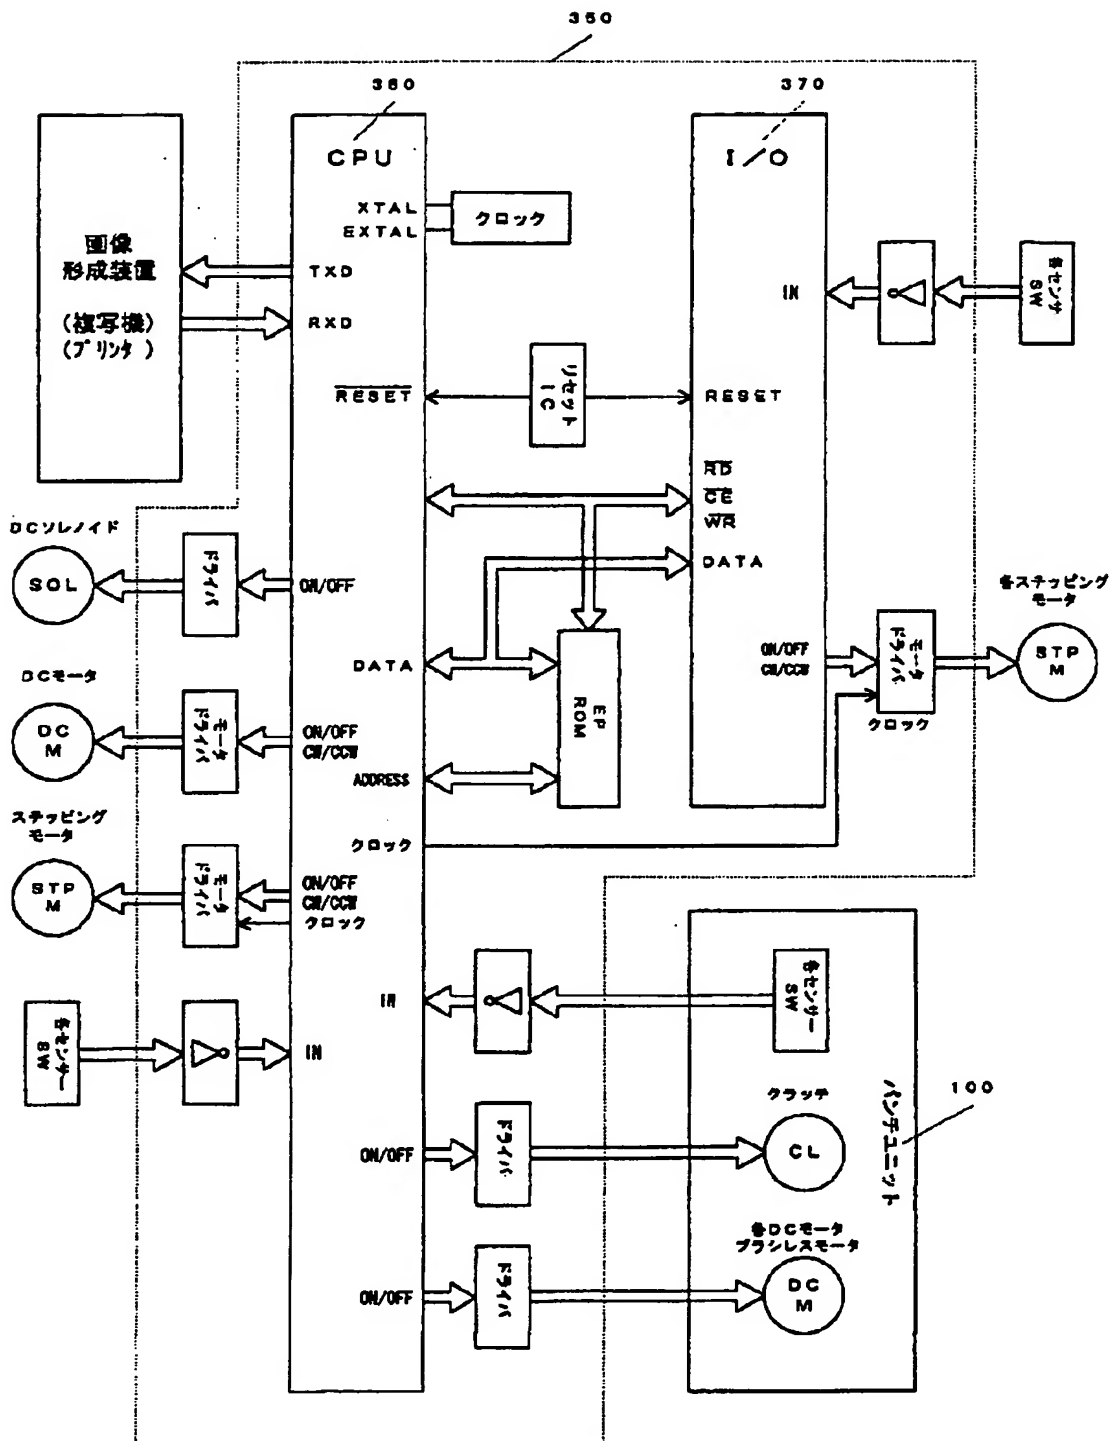 350
360
370
CPU
I/O
画像
形成装置
(複写機)
(プリンタ)
XTAL
EXTAL
クロック
TXD
RXD
IN
各センサ
SW
RESET
リセット
IC
RESET
RD
CE
WR
DATA
DCソレノイド
SOL
ドライバ
ON/OFF
各ステッピング
モータ
ON/OFF
CW/CCW
モータ
ドライバ
STP
M
クロック
DATA
EP
ROM
DCモータ
DC
M
モータ
ドライバ
ON/OFF
CW/CCW
ADDRESS
クロック
ステッピング
モータ
STP
M
モータ
ドライバ
ON/OFF
CW/CCW
クロック
IN
各センサー
SW
各センサー
SW
IN
クラッチ
CL
100
パンチユニット
ON/OFF
ドライバ
各DCモータ
ブラシレスモータ
DC
M
ON/OFF
ドライバ